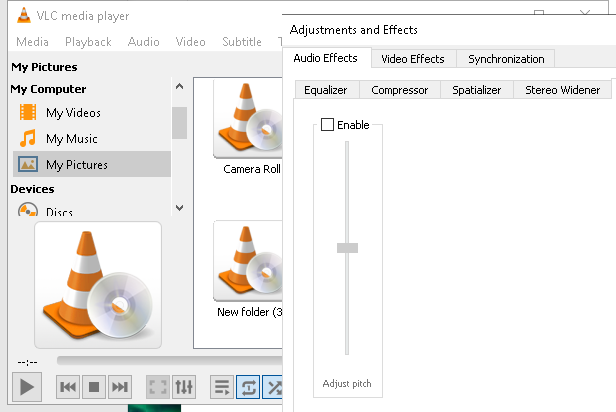 VLC media player
Media Playback Audio Video Subtitle
My Pictures
My Computer
My Videos
My Music
My Pictures
Devices
Discs
Camera Roll
New folder (3
--:--
Adjustments and Effects
Audio Effects Video Effects Synchronization
Equalizer Compressor Spatializer Stereo Widener
Enable
Adjust pitch